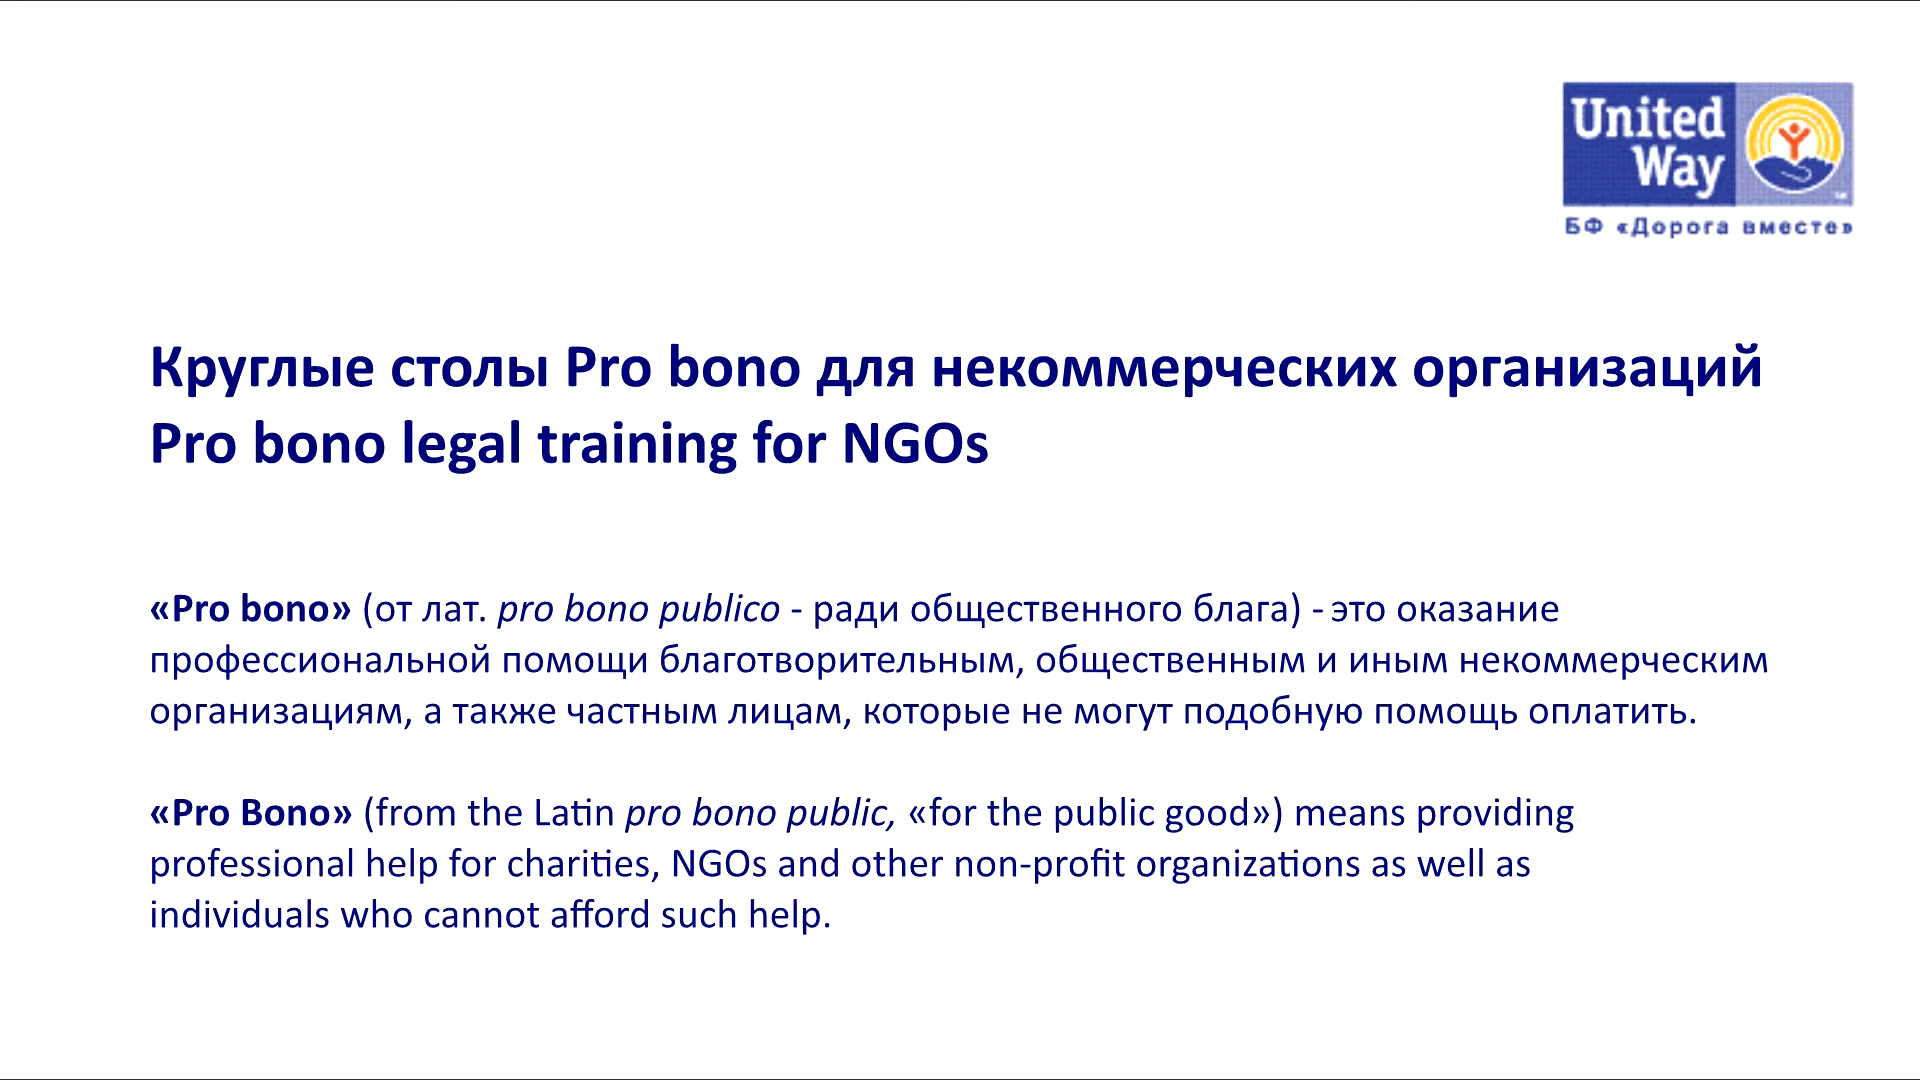 United
Way
БФ «Дорога вместе»
Круглые столы Pro bono для некоммерческих организаций
Pro bono legal training for NGOs
«Pro bono» (от лат. pro bono publico - ради общественного блага) - это оказание
профессиональной помощи благотворительным, общественным и иным некоммерческим
организациям, а также частным лицам, которые не могут подобную помощь оплатить.
«Pro Bono» (from the Latin pro bono public, «for the public good») means providing
professional help for charities, NGOs and other non-profit organizations as well as
individuals who cannot afford such help.